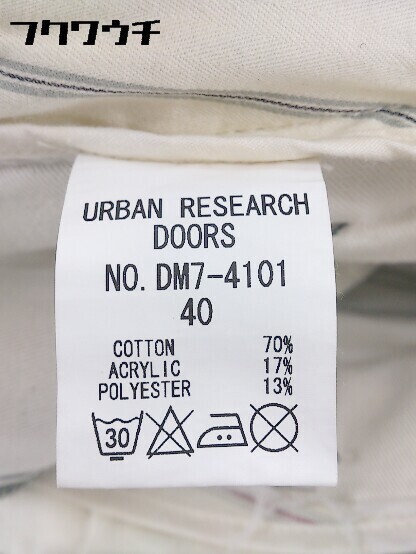 フクワウチ
URBAN RESEARCH
DOORS
NO. DM7-4101
40
COTTON 70%
ACRYLIC 17%
POLYESTER 13%
30